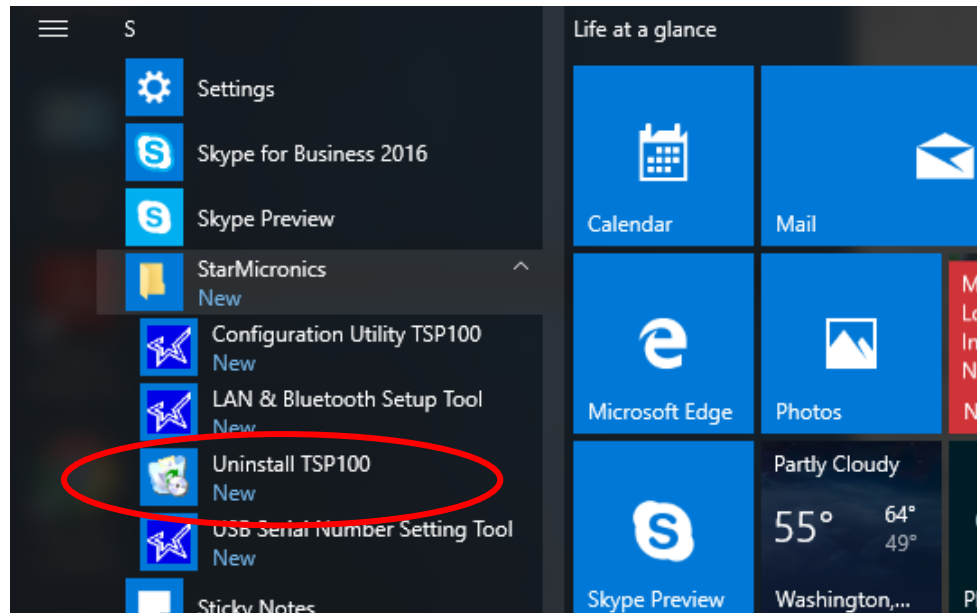 S
Settings
Skype for Business 2016
Skype Preview
StarMicronics
New
Configuration Utility TSP100
New
LAN & Bluetooth Setup Tool
New
Uninstall TSP100
New
USB Serial Number Setting Tool
New
Sticky Notes
Life at a glance
Calendar
Mail
Microsoft Edge
Photos
Skype Preview
Partly Cloudy
55° 64°
49°
Washington,...